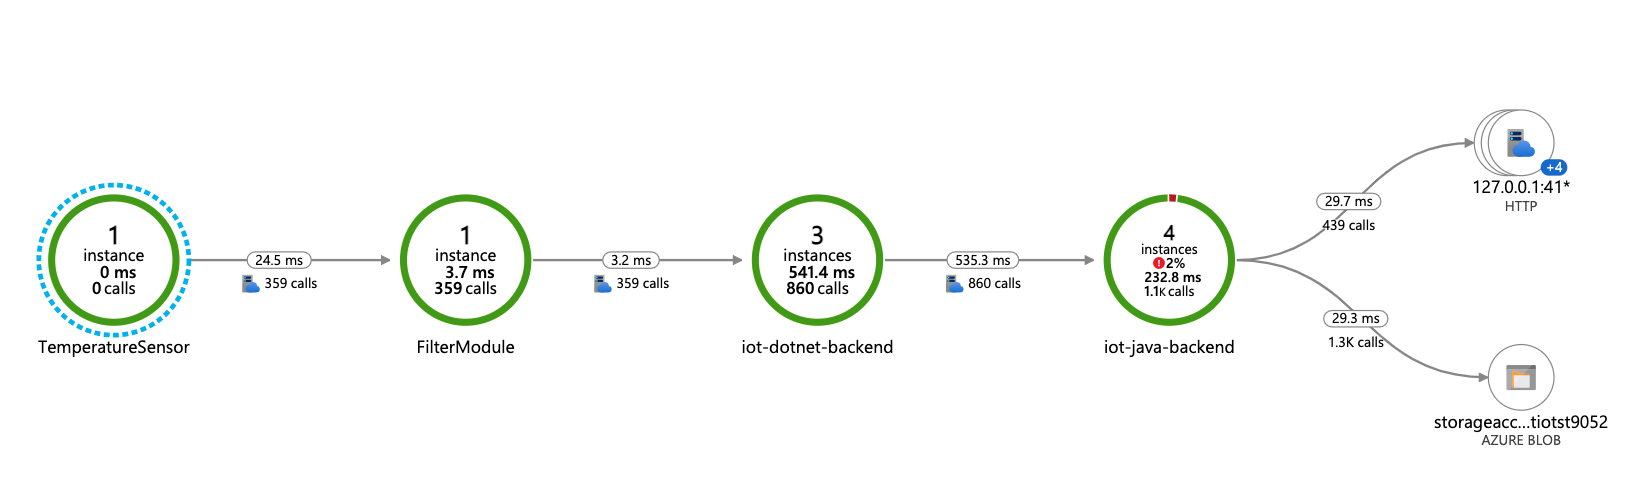 1
instance
0 ms
0 calls
TemperatureSensor
24.5 ms
359 calls
1
instance
3.7 ms
359 calls
FilterModule
3.2 ms
359 calls
3
instances
541.4 ms
860 calls
iot-dotnet-backend
535.3 ms
860 calls
4
instances
! 2%
232.8 ms
1.1K calls
iot-java-backend
29.7 ms
439 calls
+4
127.0.0.1:41*
HTTP
29.3 ms
1.3K calls
storageacc...tiotst9052
AZURE BLOB